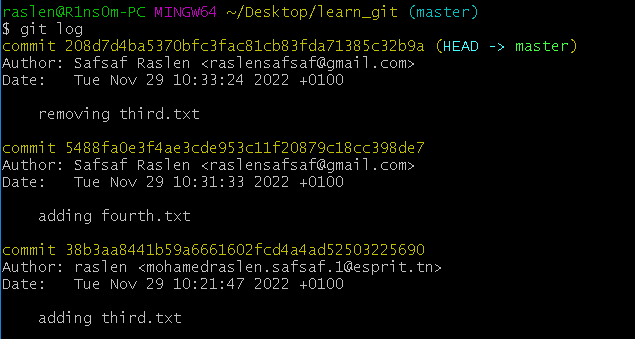 raslen@R1ns0m-PC MINGW64 ~/Desktop/learn_git (master)
$ git log
commit 208d7d4ba5370bfc3fac81cb83fda71385c32b9a (HEAD -> master)
Author: Safsaf Raslen <raslensafsaf@gmail.com>
Date:   Tue Nov 29 10:33:24 2022 +0100
    removing third.txt
commit 5488fa0e3f4ae3cde953c11f20879c18cc398de7
Author: Safsaf Raslen <raslensafsaf@gmail.com>
Date:   Tue Nov 29 10:31:33 2022 +0100
    adding fourth.txt
commit 38b3aa8441b59a6661602fcd4a4ad52503225690
Author: raslen <mohamedraslen.safsaf.1@esprit.tn>
Date:   Tue Nov 29 10:21:47 2022 +0100
    adding third.txt